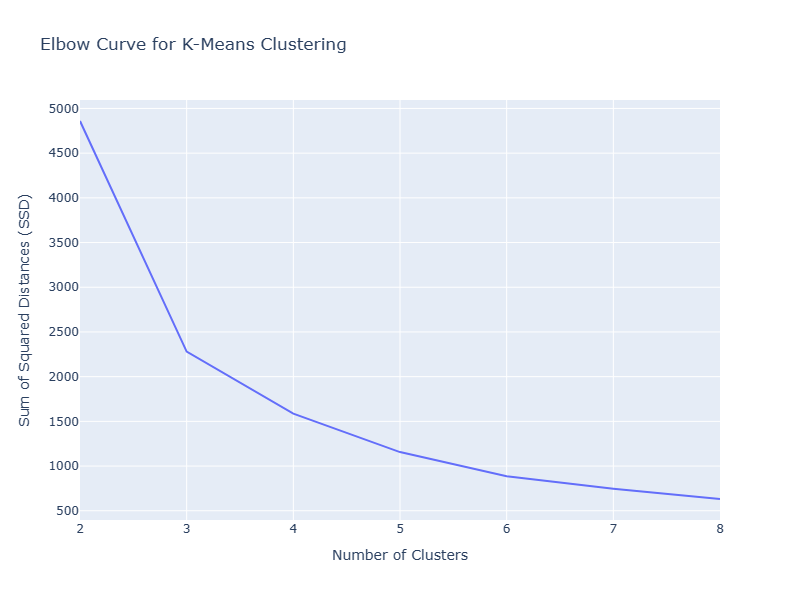 Elbow Curve for K-Means Clustering
Sum of Squared Distances (SSD)
5000
4500
4000
3500
3000
2500
2000
1500
1000
500
2 3 4 5 6 7 8
Number of Clusters